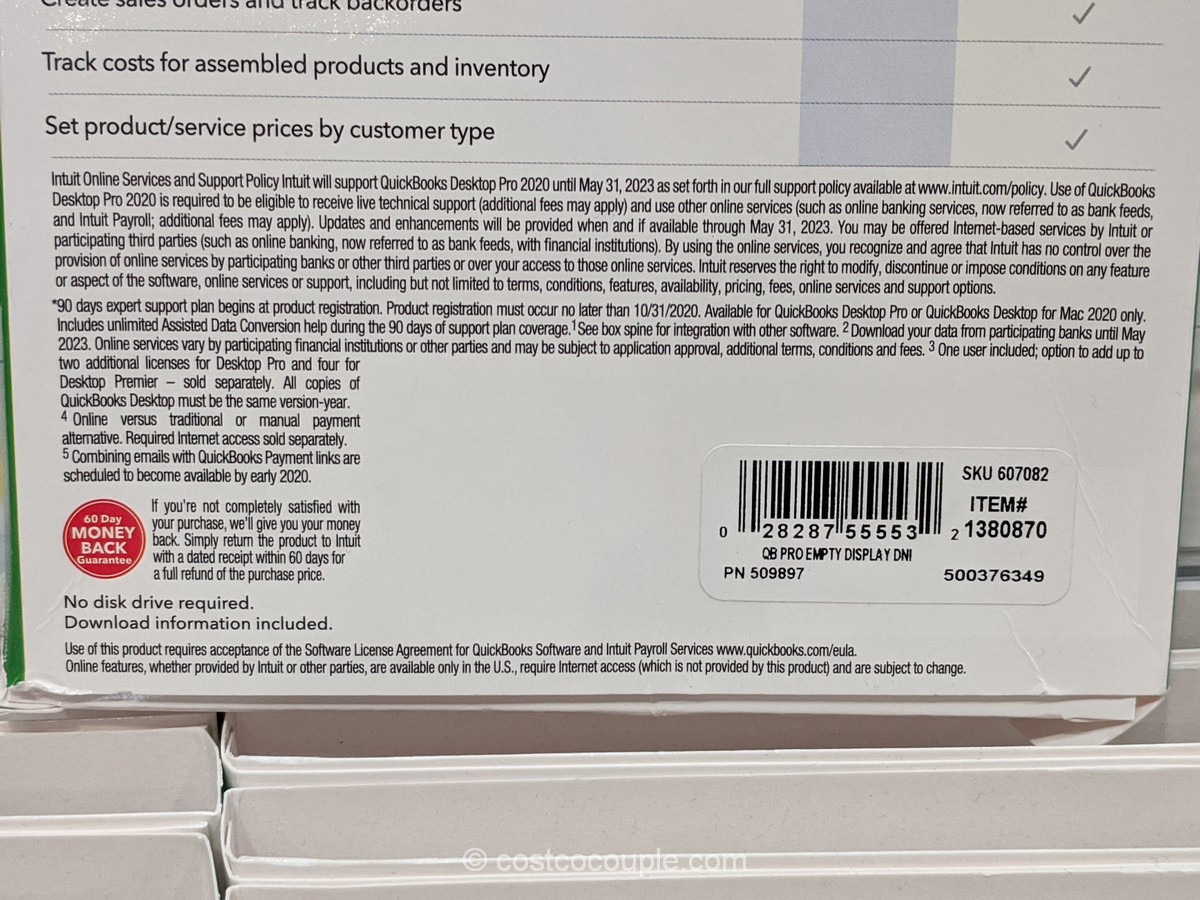 Create sales orders and track backorders
Track costs for assembled products and inventory
Set product/service prices by customer type
Intuit Online Services and Support Policy Intuit will support QuickBooks Desktop Pro 2020 until May 31, 2023 as set forth in our full support policy available at www.intuit.com/policy. Use of QuickBooks
Desktop Pro 2020 is required to be eligible to receive live technical support (additional fees may apply) and use other online services (such as online banking services, now referred to as bank feeds,
and Intuit Payroll; additional fees may apply). Updates and enhancements will be provided when and if available through May 31, 2023. You may be offered Internet-based services by Intuit or
participating third parties (such as online banking, now referred to as bank feeds, with financial institutions). By using the online services, you recognize and agree that Intuit has no control over the
provision of online services by participating banks or other third parties or over your access to those online services. Intuit reserves the right to modify, discontinue or impose conditions on any feature
or aspect of the software, online services or support, including but not limited to terms, conditions, features, availability, pricing, fees, online services and support options.
*90 days expert support plan begins at product registration. Product registration must occur no later than 10/31/2020. Available for QuickBooks Desktop Pro or QuickBooks Desktop for Mac 2020 only.
Includes unlimited Assisted Data Conversion help during the 90 days of support plan coverage. 1 See box spine for integration with other software. 2 Download your data from participating banks until May
2023. Online services vary by participating financial institutions or other parties and may be subject to application approval, additional terms, conditions and fees. 3 One user included; option to add up to
two additional licenses for Desktop Pro and four for
Desktop Premier – sold separately. All copies of
QuickBooks Desktop must be the same version-year.
4 Online versus traditional or manual payment
alternative. Required Internet access sold separately.
5 Combining emails with QuickBooks Payment links are
scheduled to become available by early 2020.
60 Day
MONEY
BACK
Guarantee
If you're not completely satisfied with
your purchase, we'll give you your money
back. Simply return the product to Intuit
with a dated receipt within 60 days for
a full refund of the purchase price.
No disk drive required.
Download information included.
SKU 607082
ITEM#
1380870
0 28287 55553 2
QB PRO EMPTY DISPLAY DNI
PN 509897
500376349
Use of this product requires acceptance of the Software License Agreement for QuickBooks Software and Intuit Payroll Services www.quickbooks.com/eula.
Online features, whether provided by Intuit or other parties, are available only in the U.S., require Internet access (which is not provided by this product) and are subject to change.
© costcocouple.com